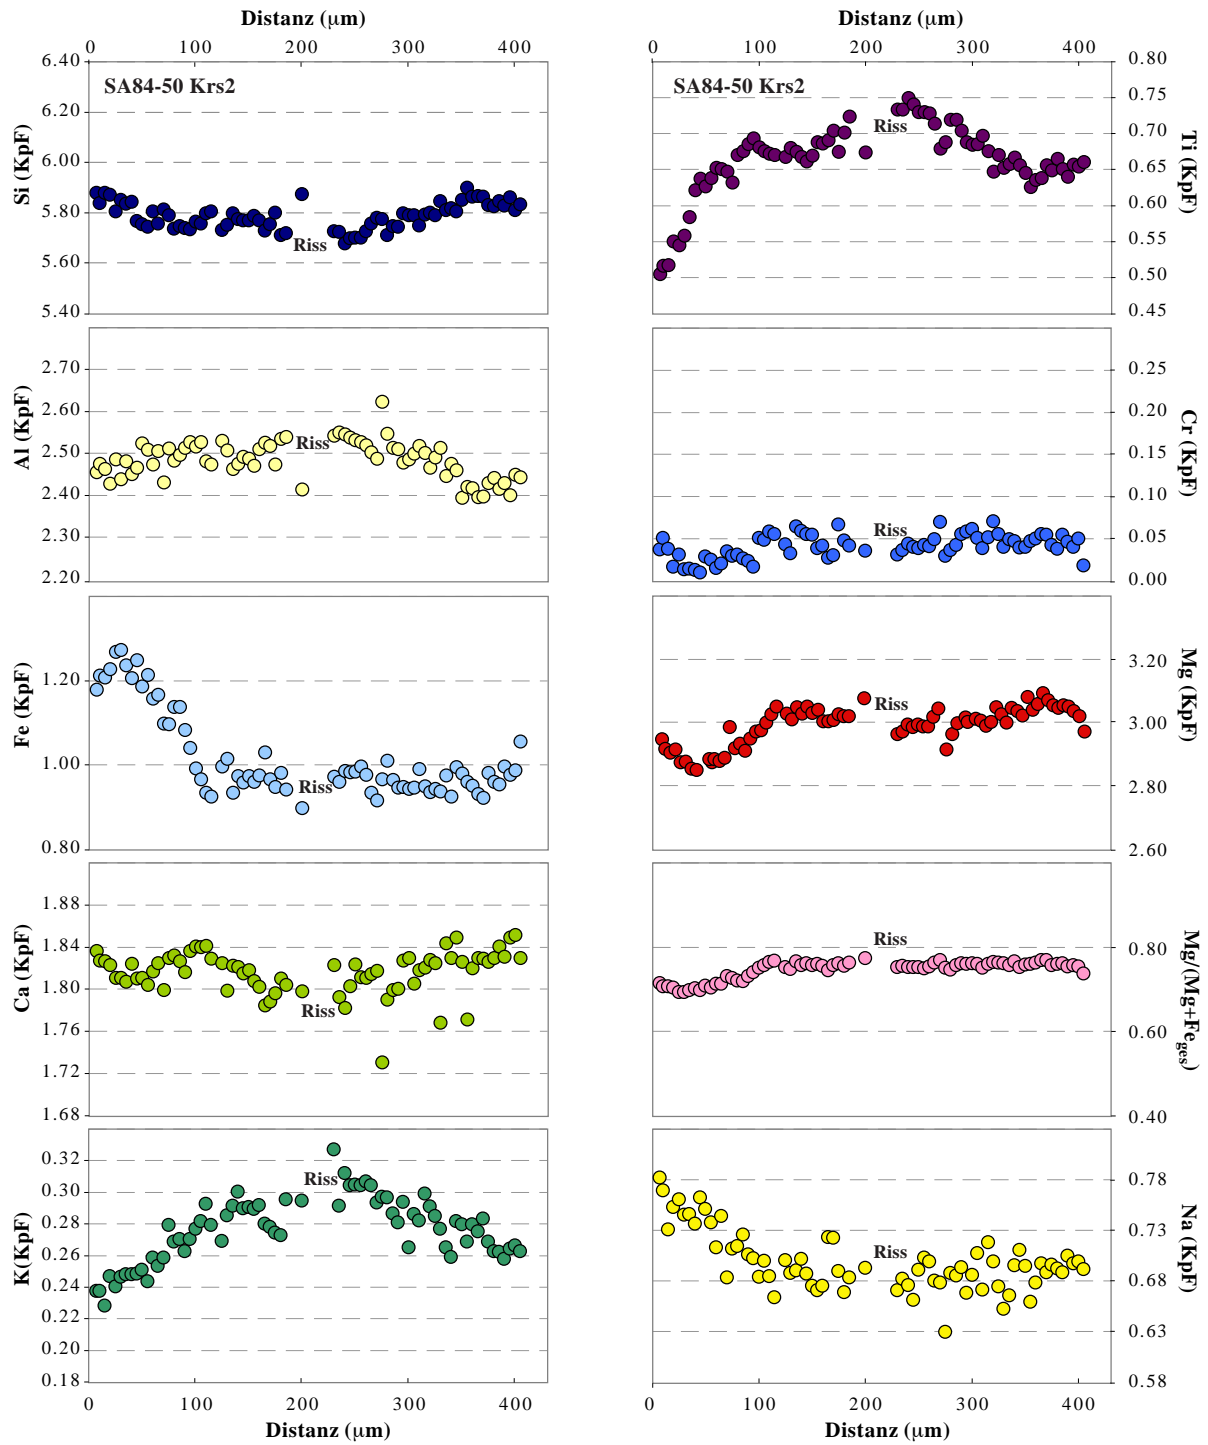 Distanz (µm)
0 100 200 300 400
6.40
6.20
6.00
5.80
5.60
5.40
Si (KpF)
SA84-50 Krs2
Riss
Distanz (µm)
0 100 200 300 400
0.80
0.75
0.70
0.65
0.60
0.55
0.50
0.45
Ti (KpF)
SA84-50 Krs2
Riss
2.70
2.60
2.50
2.40
2.30
2.20
Al (KpF)
Riss
0.25
0.20
0.15
0.10
0.05
0.00
Cr (KpF)
Riss
1.20
1.00
0.80
Fe (KpF)
Riss
3.20
3.00
2.80
2.60
Mg (KpF)
Riss
1.88
1.84
1.80
1.76
1.72
1.68
Ca (KpF)
Riss
0.80
0.60
0.40
Mg/(Mg+Feges)
Riss
0.32
0.30
0.28
0.26
0.24
0.22
0.20
0.18
K(KpF)
Riss
0 100 200 300 400
Distanz (µm)
0.78
0.73
0.68
0.63
0.58
Na (KpF)
Riss
0 100 200 300 400
Distanz (µm)